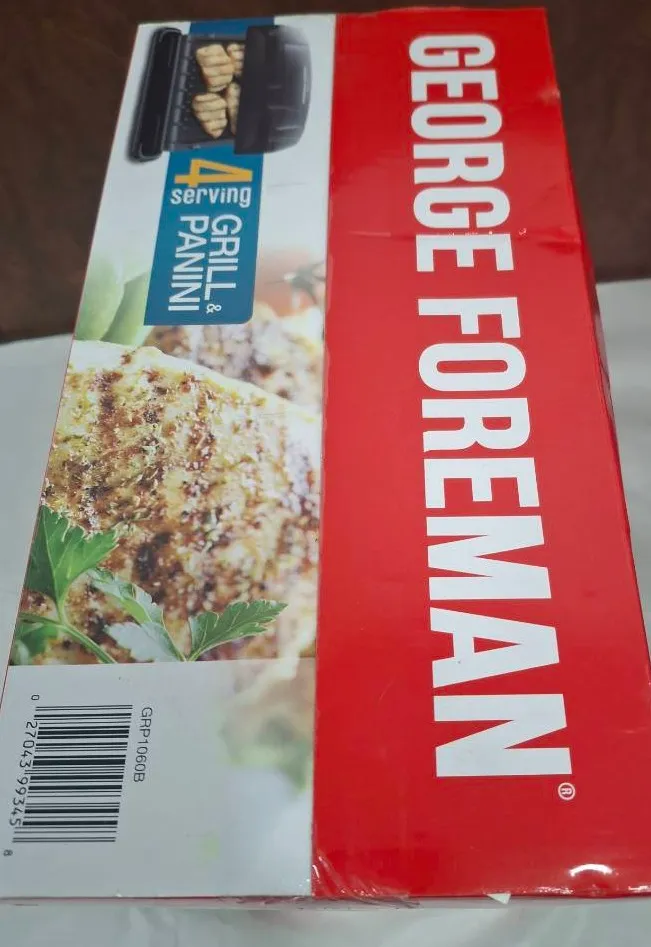 GEORGE FOREMAN®
4
serving
GRILL &
PANINI
GRP1060B
0 27043 99345 8